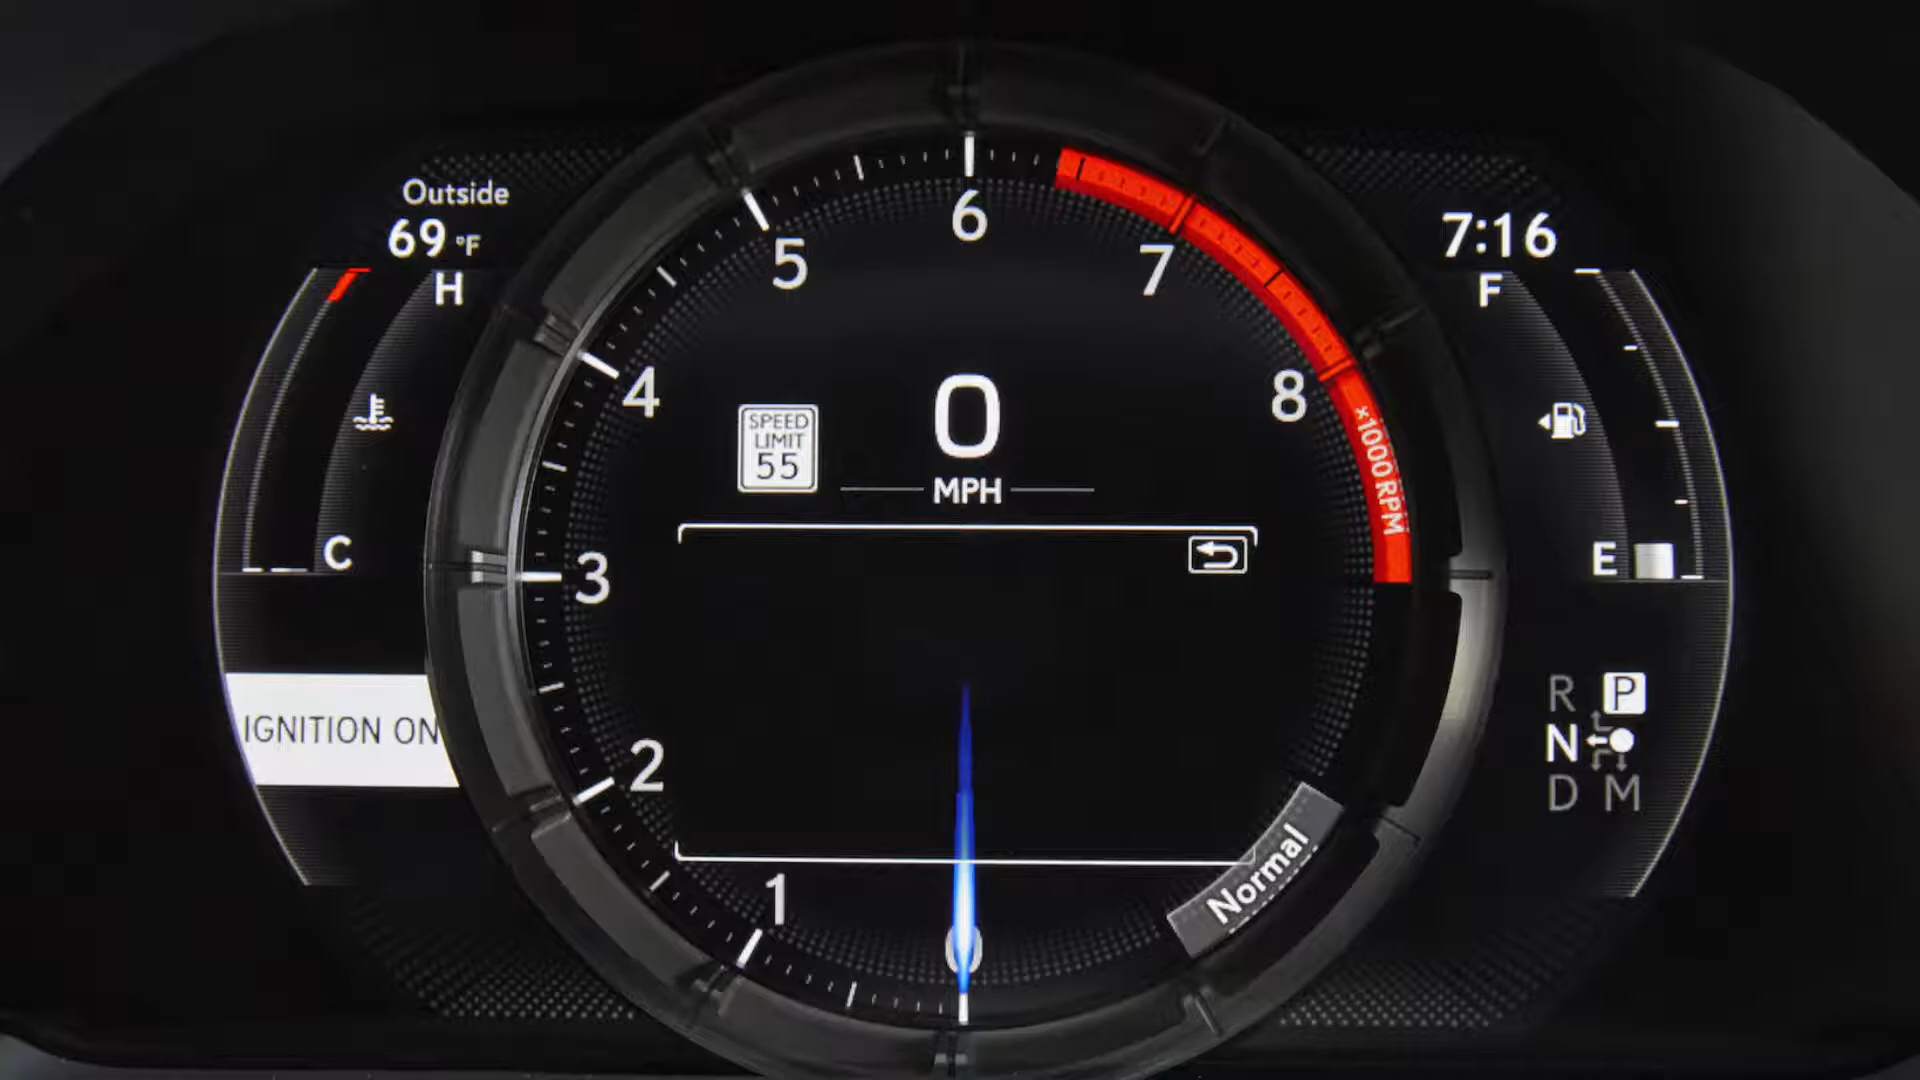 Outside
69 °F
H
C
IGNITION ON
6
5
7
4
8
3
2
1
0
×1000 RPM
SPEED
LIMIT
55
0
MPH
Normal
7:16
F
E
R P
N
D M